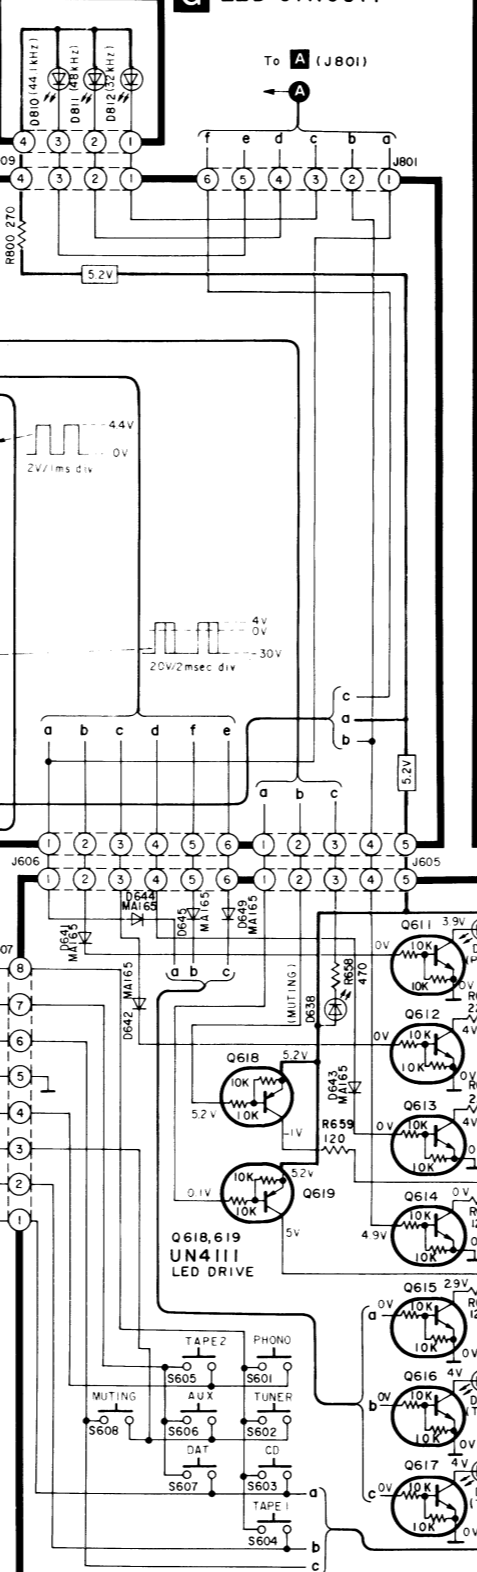 To A (J801)
A
D810(44.1kHz)
D811(48kHz)
D812(32kHz)
4 3 2 1
f e d c b a
09
J801
4 3 2 1 6 5 4 3 2 1
R800 270
5.2V
4.4V
0V
2V/1ms div
4V
0V
-30V
20V/2msec div
c
a
b
a b c d f e
5.2V
a b c
1 2 3 4 5 6 1 2 3 4 5
J606
J605
1 2 3 4 5 6 1 2 3 4 5
D644
MA165
D641
MA165
D645
MA165
D649
MA165
D642
MA165
a b c
(MUTING)
D638
R658
470
07
8
7
6
5
4
3
2
1
Q611
3.9V
0V
10K
10K
0V
Q612
0V
10K
10K
4V
0V
Q618
5.2V
10K
10K
5.2V
-1V
D643
MA165
R659
120
Q613
0V
10K
10K
4V
Q619
5.2V
10K
10K
0.1V
5V
Q614
0V
10K
10K
4.9V
Q618,619
UN4111
LED DRIVE
Q615
2.9V
a 0V
10K
10K
0V
Q616
4V
b 0V
10K
10K
0V
Q617
4V
c 0V
10K
10K
0V
TAPE2
S605
PHONO
S601
MUTING
S608
AUX
S606
TUNER
S602
DAT
S607
CD
S603
TAPE1
S604
a
b
c